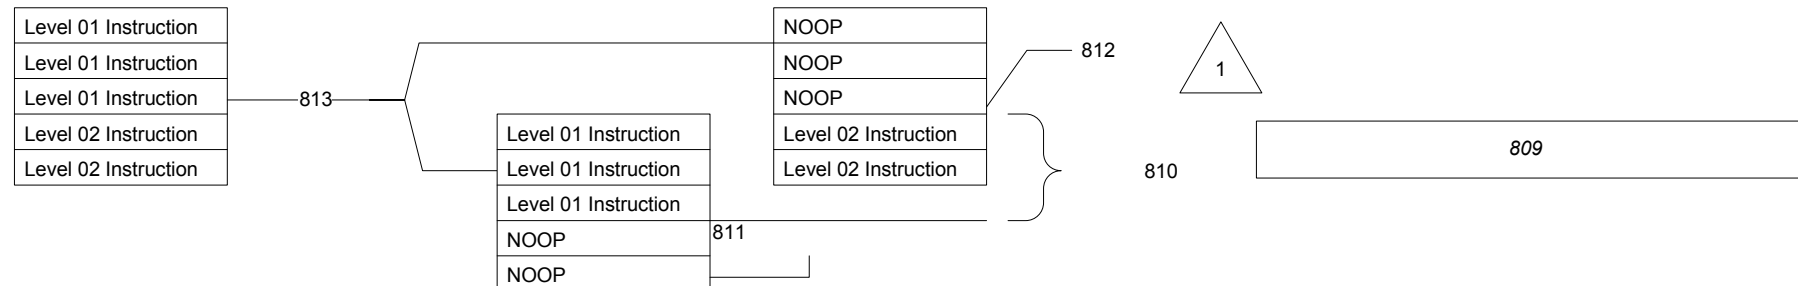 Level 01 Instruction
Level 01 Instruction
Level 01 Instruction
Level 02 Instruction
Level 02 Instruction
813
Level 01 Instruction
Level 01 Instruction
Level 01 Instruction
NOOP
NOOP
811
NOOP
NOOP
NOOP
Level 02 Instruction
Level 02 Instruction
812
810
1
809